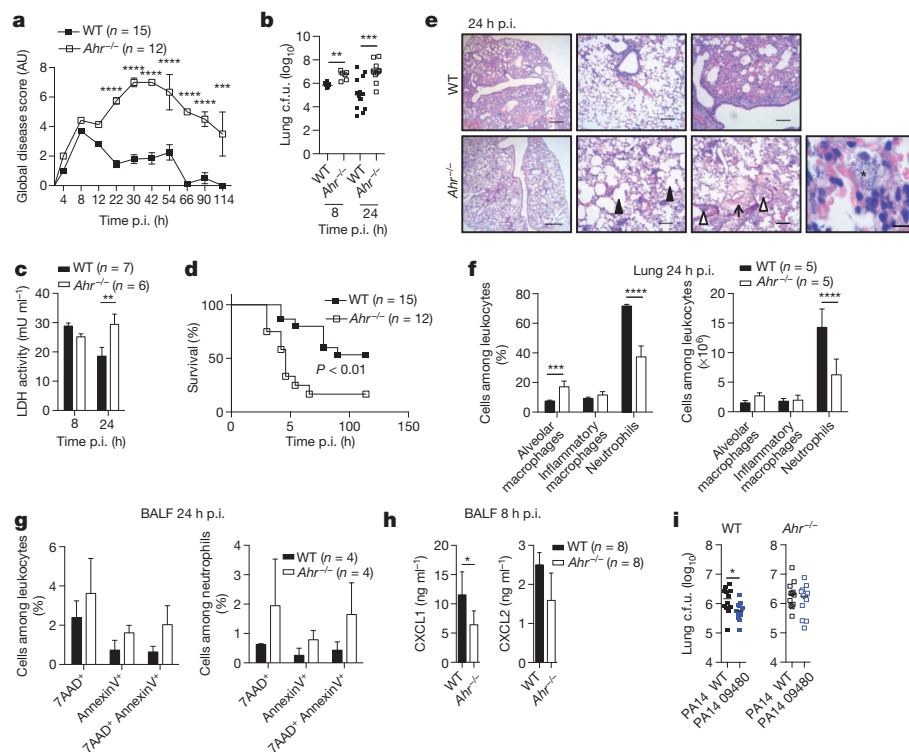 a
WT (n = 15)
Ahr−/− (n = 12)
Global disease score (AU)
8
6
4
2
0
****
****
****
****
****
****
***
4 8 12 22 30 42 54 66 90 114
Time p.i. (h)
b
Lung c.f.u. (log10)
10
8
6
4
2
0
**
***
WT
Ahr−/−
WT
Ahr−/−
8 24
Time p.i. (h)
c
WT (n = 7)
Ahr−/− (n = 6)
LDH activity (mU ml−1)
40
30
20
10
0
**
8 24
Time p.i. (h)
d
Survival (%)
100
50
0
WT (n = 15)
Ahr−/− (n = 12)
P < 0.01
0 50 100 150
Time p.i. (h)
e
24 h p.i.
WT
Ahr−/−
*
f
Lung 24 h p.i.
Cells among leukocytes
(%)
80
60
40
20
0
***
****
Alveolar
macrophages
Inflammatory
macrophages
Neutrophils
WT (n = 5)
Ahr−/− (n = 5)
Cells among leukocytes
(×10⁶)
20
15
10
5
0
****
Alveolar
macrophages
Inflammatory
macrophages
Neutrophils
g
BALF 24 h p.i.
Cells among leukocytes
(%)
6
4
2
0
7AAD+
AnnexinV+
7AAD+ AnnexinV+
WT (n = 4)
Ahr−/− (n = 4)
Cells among neutrophils
(%)
5
4
3
2
1
0
7AAD+
AnnexinV+
7AAD+ AnnexinV+
h
BALF 8 h p.i.
CXCL1 (ng ml−1)
20
15
10
5
0
*
WT
Ahr−/−
WT (n = 8)
Ahr−/− (n = 8)
CXCL2 (ng ml−1)
3
2
1
0
WT
Ahr−/−
i
WT
Ahr−/−
Lung c.f.u. (log10)
8
7
6
5
4
*
PA14 WT
PA14 09480
8
7
6
5
4
PA14 WT
PA14 09480